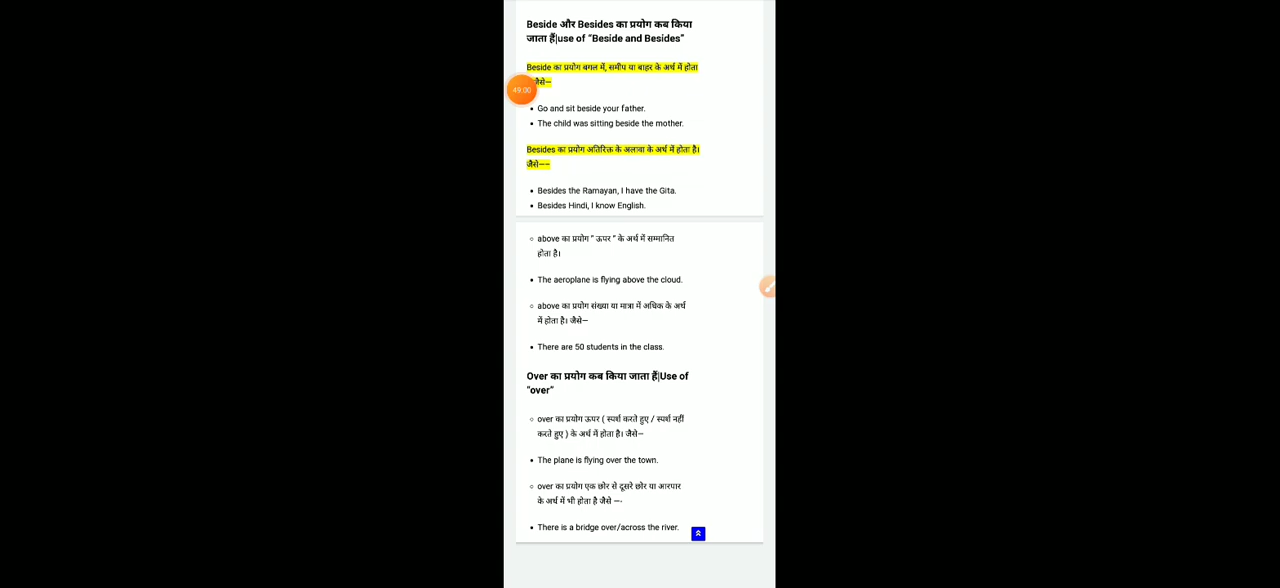 Beside और Besides का प्रयोग कब किया
जाता हैं|use of “Beside and Besides”
Beside का प्रयोग बगल में, समीप या बाहर के अर्थ में होता
जैसे—
49:00
• Go and sit beside your father.
• The child was sitting beside the mother.
Besides का प्रयोग अतिरिक्त के अलावा के अर्थ में होता है।
जैसे—–
• Besides the Ramayan, I have the Gita.
• Besides Hindi, I know English.
○ above का प्रयोग ” ऊपर ” के अर्थ में सम्मानित
होता है।
• The aeroplane is flying above the cloud.
○ above का प्रयोग संख्या या मात्रा में अधिक के अर्थ
में होता है। जैसे—
• There are 50 students in the class.
Over का प्रयोग कब किया जाता हैं|Use of
“over”
○ over का प्रयोग ऊपर ( स्पर्श करते हुए / स्पर्श नहीं
करते हुए ) के अर्थ में होता है। जैसे—
• The plane is flying over the town.
○ over का प्रयोग एक छोर से दूसरे छोर या आरपार
के अर्थ में भी होता है जैसे —-
• There is a bridge over/across the river.